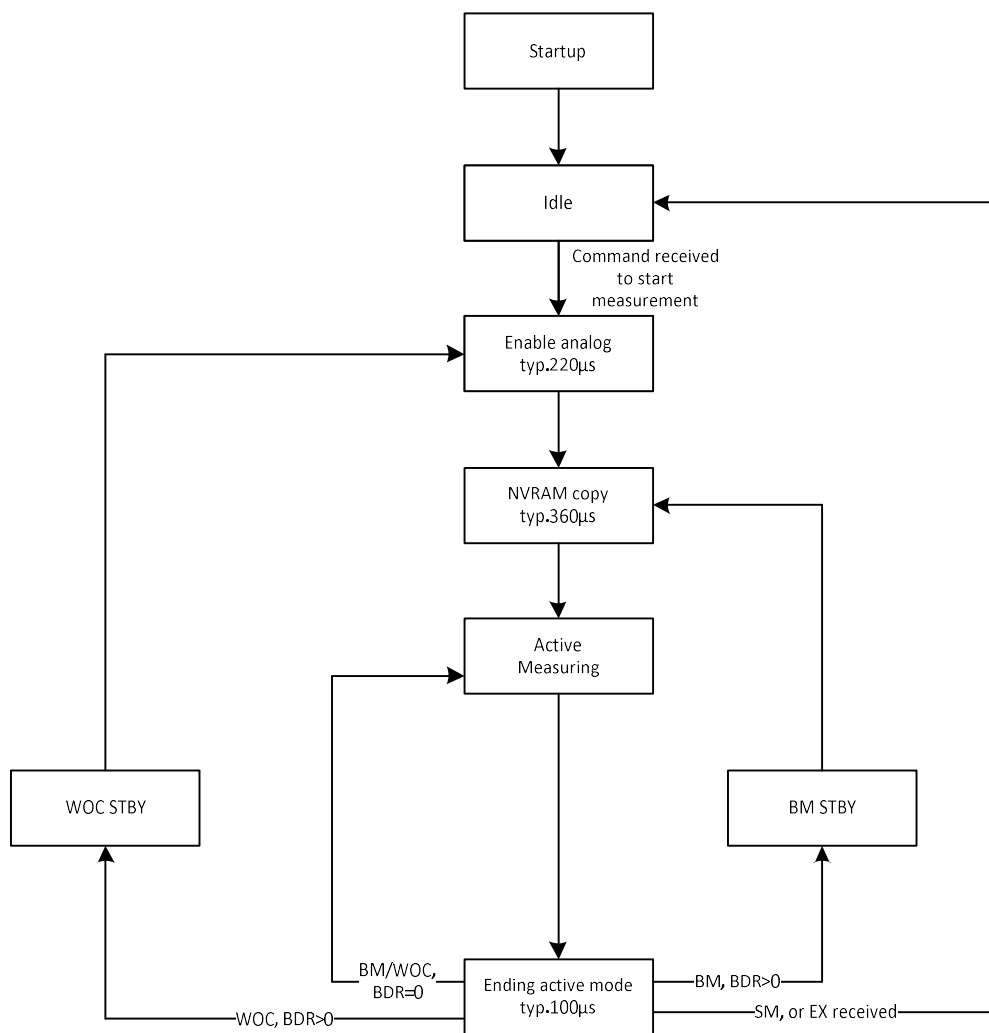 Startup
Idle
Command received
to start
measurement
Enable analog
typ.220µs
NVRAM copy
typ.360µs
Active
Measuring
WOC STBY
BM STBY
BM/WOC,
BDR=0
Ending active mode
typ.100µs
BM, BDR>0
WOC, BDR>0
SM, or EX received